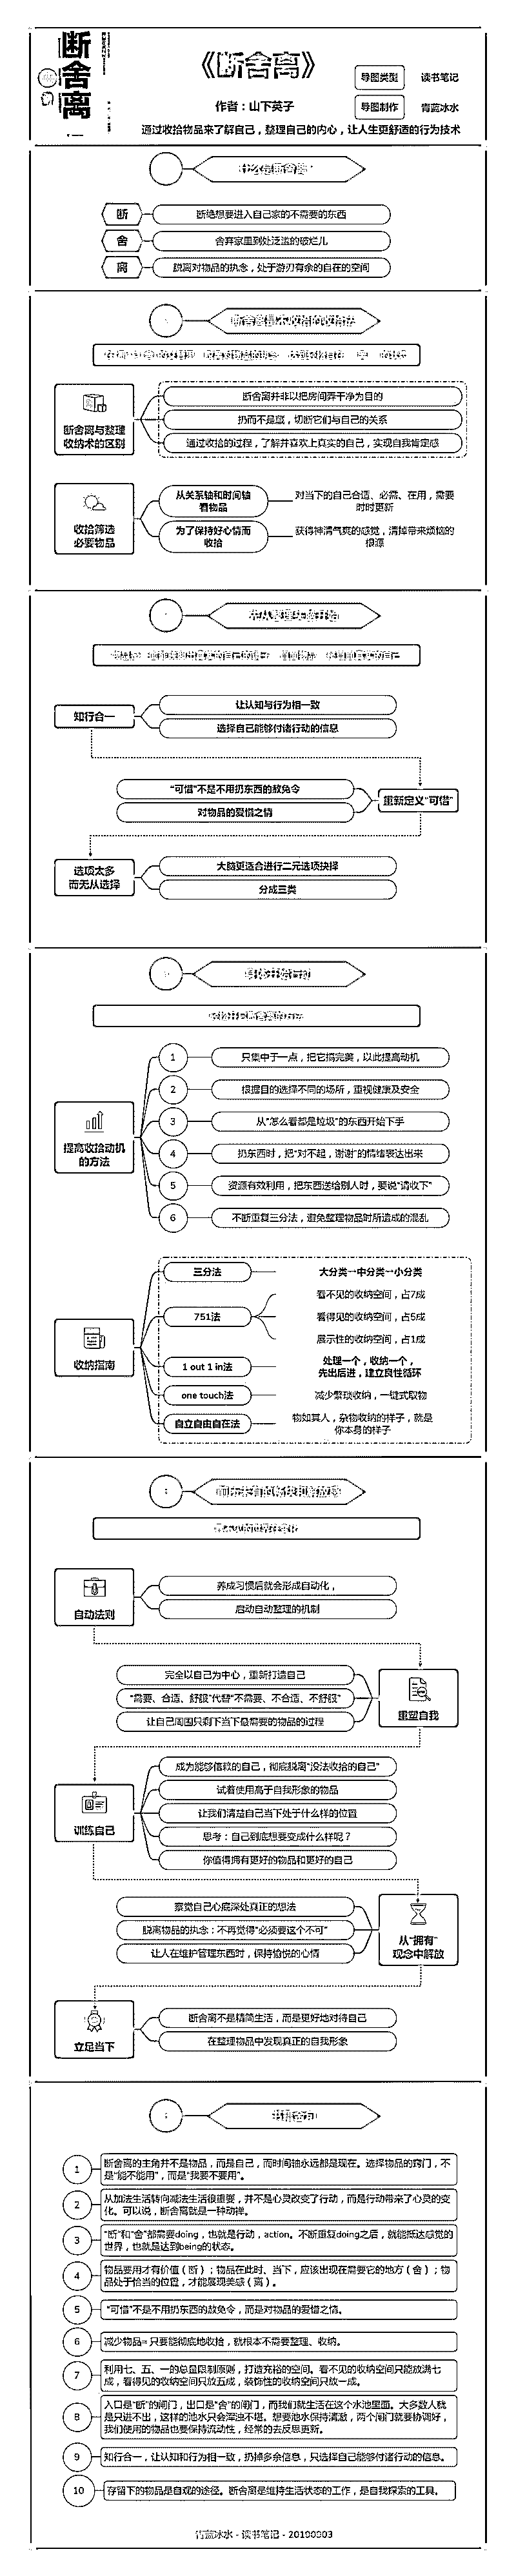 断舍离
《断舍离》
导图类型 读书笔记
作者：山下英子
导图制作 青蓝冰水
通过收拾物品来了解自己，整理自己的内心，让人生更舒适的行为技术
断
断绝想要进入自己家的不需要的东西
舍
舍弃家里到处泛滥的破烂儿
离
脱离对物品的执念，处于游刃有余的自在的空间
断舍离与整理
收纳术的区别
断舍离并非以把房间弄干净为目的
扔而不是腐，切断它们与自己的关系
通过收拾的过程，了解并喜欢上真实的自己，实现自我肯定感
收拾筛选
必要物品
从关系轴和时间轴
看物品
对当下的自己合适、必需、在用，需要
时时更新
为了保持好心情而
收拾
获得神清气爽的感觉，清掉带来烦恼的
根源
知行合一
让认知与行为相一致
选择自己能够付诸行动的信息
“可惜”不是不用扔东西的赦免令
对物品的爱惜之情
重新定义“可惜”
选项太多
而无从选择
大脑更适合进行二元选项抉择
分成三类
提高收拾动机
的方法
1 只集中于一点，把它搞完美，以此提高动机
2 根据目的选择不同的场所，重视健康及安全
3 从“怎么看都是垃圾”的东西开始下手
4 扔东西时，把“对不起，谢谢”的情绪表达出来
5 资源有效利用，把东西送给别人时，要说“请收下”
6 不断重复三分法，避免整理物品时所造成的混乱
收纳指南
三分法
大分类→中分类→小分类
751法
看不见的收纳空间，占7成
看得见的收纳空间，占5成
展示性的收纳空间，占1成
1 out 1 in法
处理一个，收纳一个，
先出后进，建立良性循环
one touch法
减少繁琐收纳，一键式取物
自立自由自在法
物如其人，杂物收纳的样子，就是
你本身的样子
自动法则
养成习惯后就会形成自动化，
启动自动整理的机制
完全以自己为中心，重新打造自己
“需要、合适、舒服”代替“不需要、不合适、不舒服”
让自己周围只剩下当下最需要的物品的过程
重塑自我
训练自己
成为能够信赖的自己，彻底脱离“没法收拾的自己”
试着使用高于自我形象的物品
让我们清楚自己当下处于什么样的位置
思考：自己到底想要变成什么样呢？
你值得拥有更好的物品和更好的自己
察觉自己心底深处真正的想法
脱离物品的执念：不再觉得“必须要这个不可”
让人在维护管理东西时，保持愉悦的心情
从“拥有”
观念中解放
立足当下
断舍离不是精简生活，而是更好地对待自己
在整理物品中发现真正的自我形象
1 断舍离的主角并不是物品，而是自己，而时间轴永远都是现在。选择物品的窍门，不
是“能不能用”，而是“我要不要用”。
2 从加法生活转向减法生活很重要，并不是心灵改变了行动，而是行动带来了心灵的变
化。可以说，断舍离就是一种动禅。
3 “断”和“舍”都需要doing，也就是行动，action。不断重复doing之后，就能抵达感觉的
世界，也就是达到being的状态。
4 物品要用才有价值（断）；物品在此时、当下，应该出现在需要它的地方（舍）；物
品处于恰当的位置，才能展现美感（离）。
5 “可惜”不是不用扔东西的赦免令，而是对物品的爱惜之情。
6 减少物品=只要能彻底地收拾，就根本不需要整理、收纳。
7 利用七、五、一的总量限制原则，打造充裕的空间。看不见的收纳空间只能放满七
成，看得见的收纳空间只放五成，装饰性的收纳空间只放一成。
8 入口是“断”的闸门，出口是“舍”的闸门，而我们就生活在这个水池里面。大多数人就
是只进不出，这样的池水只会浑浊不堪。想要池水保持清澈，两个闸门就要协调好，
我们使用的物品也要保持流动性，经常的去反思更新。
9 知行合一，让认知和行为相一致，扔掉多余信息，只选择自己能够付诸行动的信息。
10 存留下的物品是自观的途径。断舍离是维持生活状态的工作，是自我探索的工具。
青蓝冰水 - 读书笔记 - 20190903